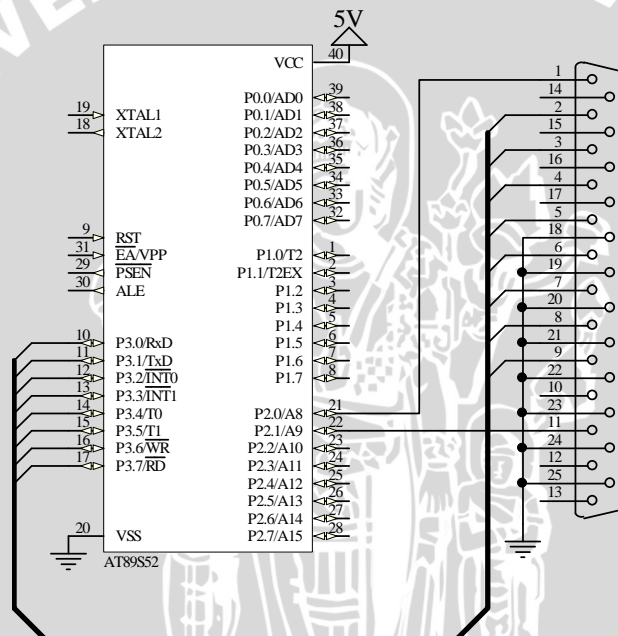 5V
VCC 40
P0.0/AD0 39
P0.1/AD1 38
P0.2/AD2 37
P0.3/AD3 36
P0.4/AD4 35
P0.5/AD5 34
P0.6/AD6 33
P0.7/AD7 32
19 XTAL1
18 XTAL2
9 RST
31 EA/VPP
29 PSEN
30 ALE
P1.0/T2 1
P1.1/T2EX 2
P1.2 3
P1.3 4
P1.4 5
P1.5 6
P1.6 7
P1.7 8
10 P3.0/RxD
11 P3.1/TxD
12 P3.2/INT0
13 P3.3/INT1
14 P3.4/T0
15 P3.5/T1
16 P3.6/WR
17 P3.7/RD
P2.0/A8 21
P2.1/A9 22
P2.2/A10 23
P2.3/A11 24
P2.4/A12 25
P2.5/A13 26
P2.6/A14 27
P2.7/A15 28
20 VSS
AT89S52
1
14
2
15
3
16
4
17
5
18
6
19
7
20
8
21
9
22
10
23
11
24
12
25
13